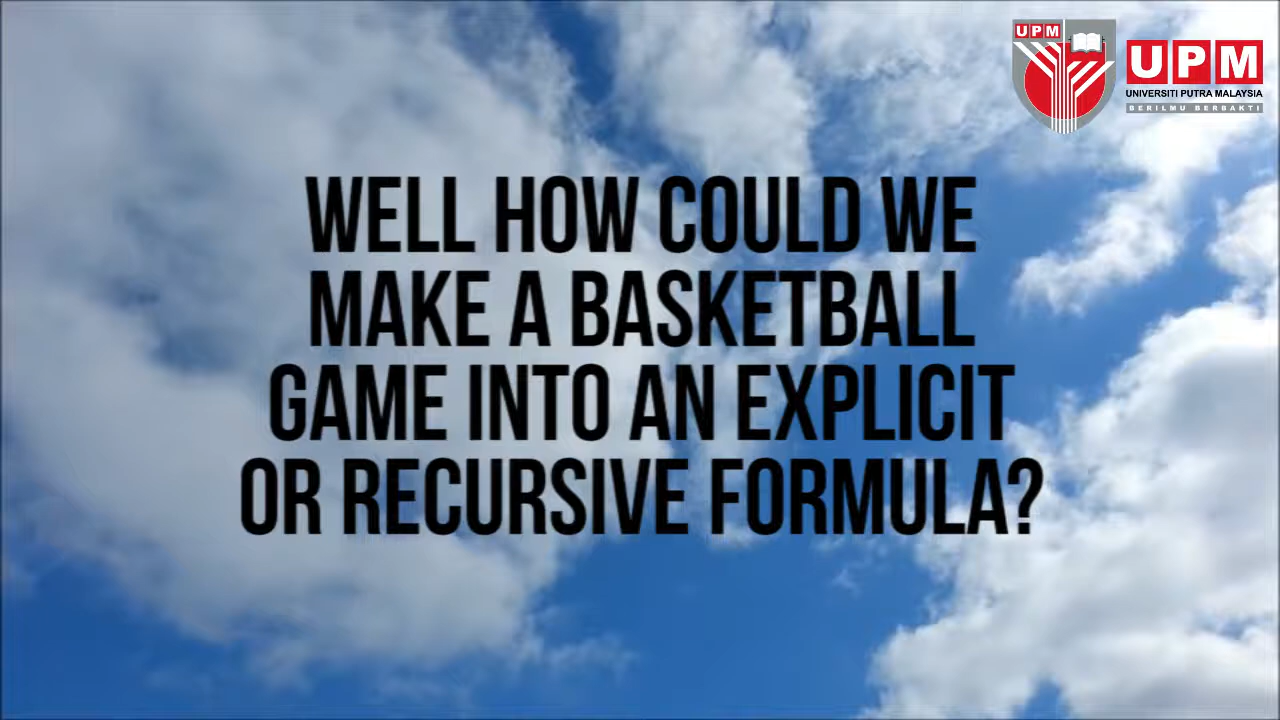 UPM
UPM
UNIVERSITI PUTRA MALAYSIA
BERILMU BERBAKTI
WELL HOW COULD WE
MAKE A BASKETBALL
GAME INTO AN EXPLICIT
OR RECURSIVE FORMULA?